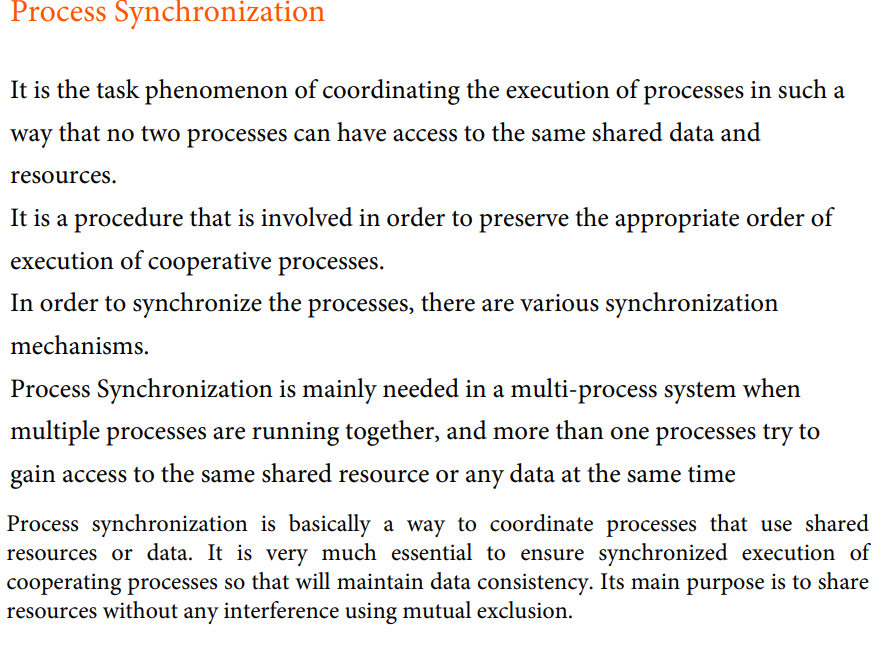 Process Synchronization
It is the task phenomenon of coordinating the execution of processes in such a
way that no two processes can have access to the same shared data and
resources.
It is a procedure that is involved in order to preserve the appropriate order of
execution of cooperative processes.
In order to synchronize the processes, there are various synchronization
mechanisms.
Process Synchronization is mainly needed in a multi-process system when
multiple processes are running together, and more than one processes try to
gain access to the same shared resource or any data at the same time
Process synchronization is basically a way to coordinate processes that use shared
resources or data. It is very much essential to ensure synchronized execution of
cooperating processes so that will maintain data consistency. Its main purpose is to share
resources without any interference using mutual exclusion.